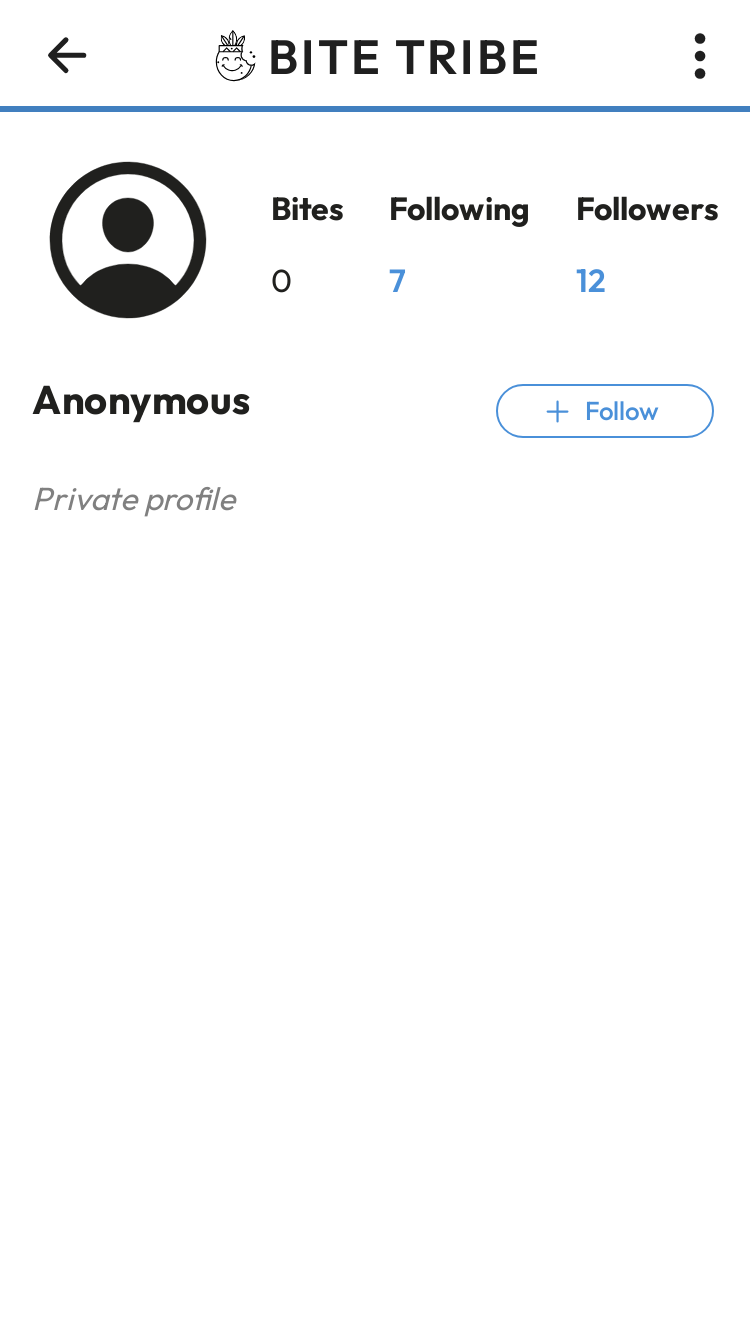 BITE TRIBE
Bites Following Followers
0 7 12
Anonymous
+ Follow
Private profile